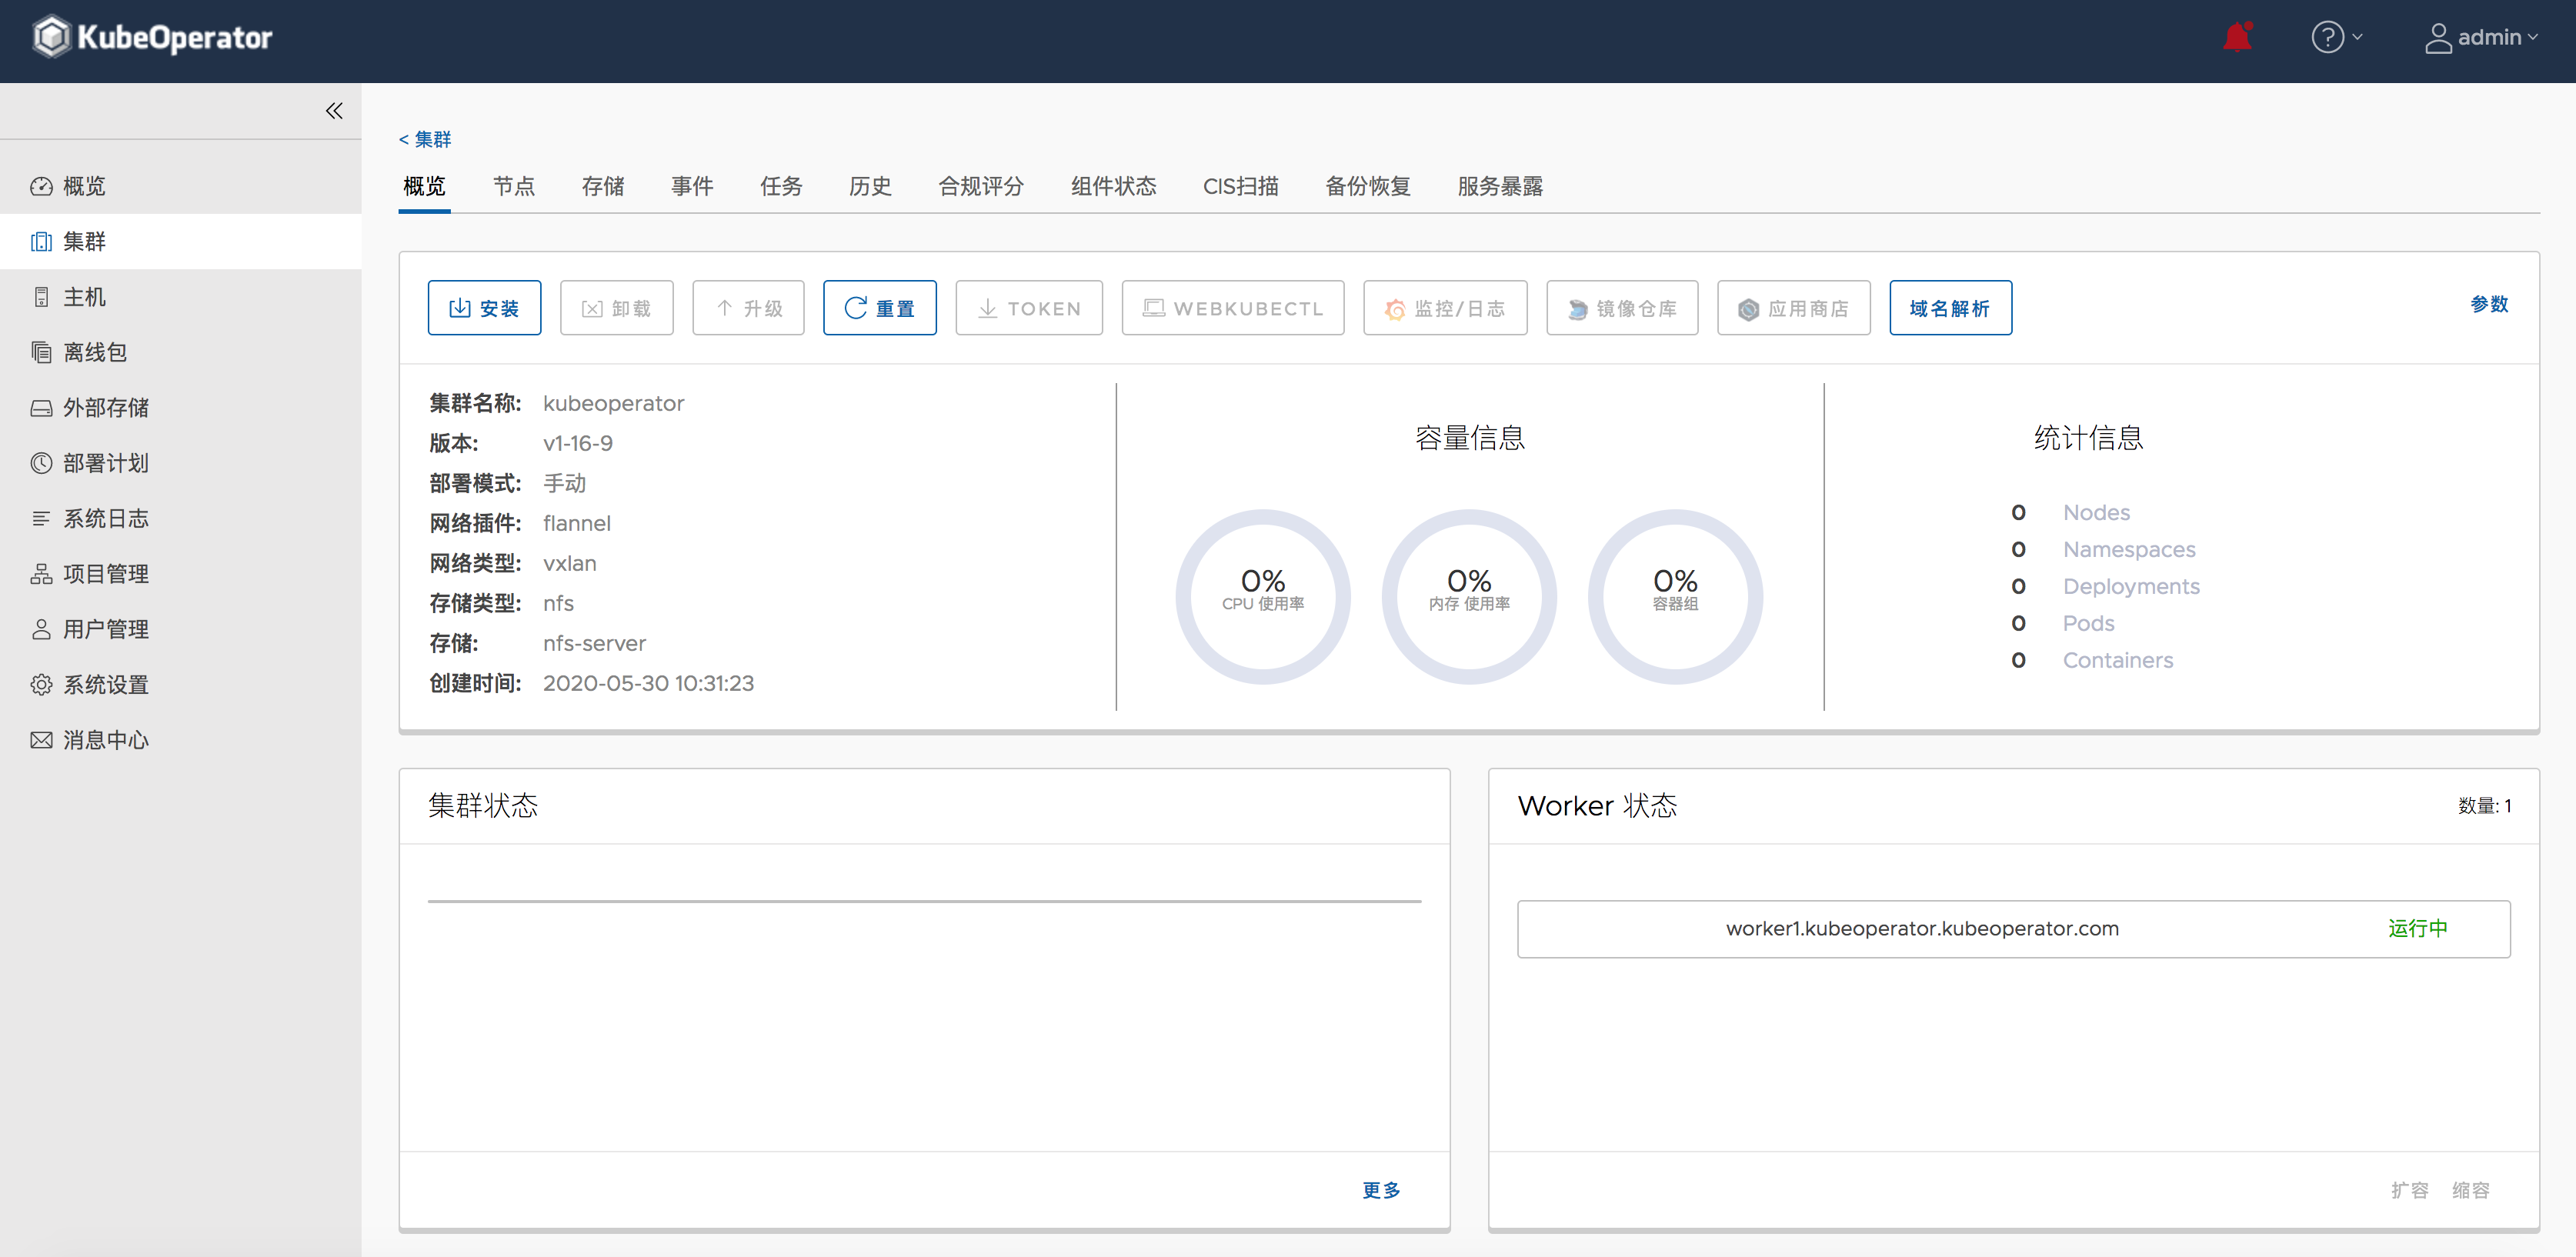 KubeOperator
admin
< 集群
概览 节点 存储 事件 任务 历史 合规评分 组件状态 CIS扫描 备份恢复 服务暴露
概览
集群
主机
离线包
外部存储
部署计划
系统日志
项目管理
用户管理
系统设置
消息中心
安装 卸载 升级 重置 TOKEN WEBKUBECTL 监控/日志 镜像仓库 应用商店 域名解析 参数
集群名称: kubeoperator
版本: v1-16-9
部署模式: 手动
网络插件: flannel
网络类型: vxlan
存储类型: nfs
存储: nfs-server
创建时间: 2020-05-30 10:31:23
容量信息
0%
CPU 使用率
0%
内存 使用率
0%
容器组
统计信息
0 Nodes
0 Namespaces
0 Deployments
0 Pods
0 Containers
集群状态
更多
Worker 状态
数量: 1
worker1.kubeoperator.kubeoperator.com 运行中
扩容 缩容